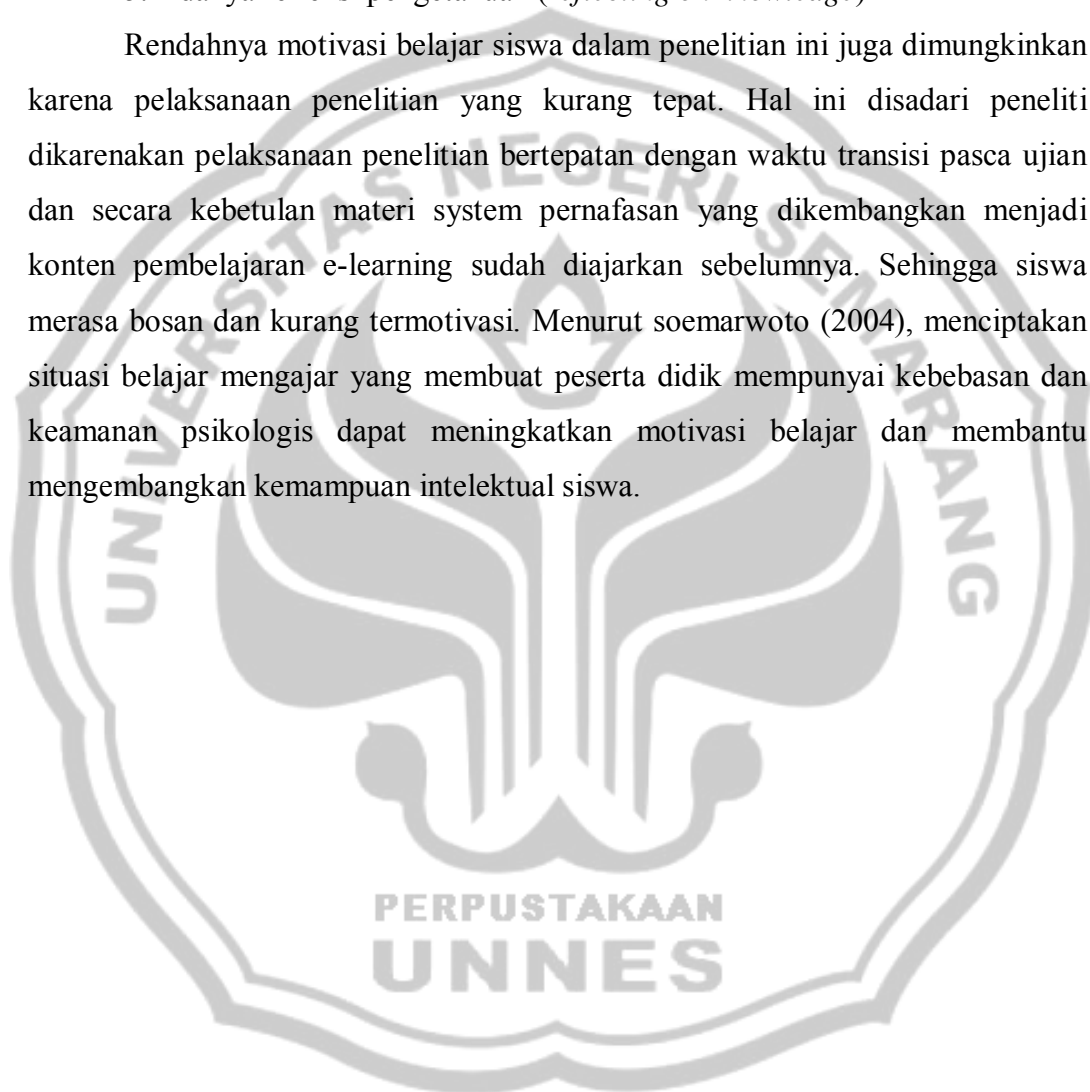 Rendahnya motivasi belajar siswa dalam penelitian ini juga dimungkinkan
karena pelaksanaan penelitian yang kurang tepat. Hal ini disadari peneliti
dikarenakan pelaksanaan penelitian bertepatan dengan waktu transisi pasca ujian
dan secara kebetulan materi system pernafasan yang dikembangkan menjadi
konten pembelajaran e-learning sudah diajarkan sebelumnya. Sehingga siswa
merasa bosan dan kurang termotivasi. Menurut soemarwoto (2004), menciptakan
situasi belajar mengajar yang membuat peserta didik mempunyai kebebasan dan
keamanan psikologis dapat meningkatkan motivasi belajar dan membantu
mengembangkan kemampuan intelektual siswa.
UNIVERSITAS NEGERI SEMARANG
PERPUSTAKAAN
UNNES